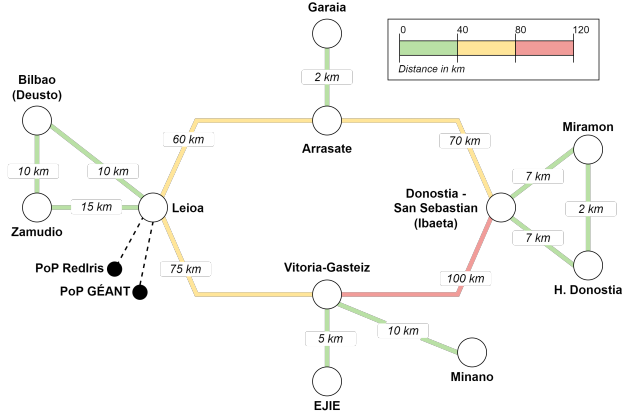 Garaia
0 40 80 120
Distance in km
Bilbao
(Deusto)
2 km
60 km
Arrasate
70 km
Miramon
10 km
10 km
7 km
15 km
Leioa
Zamudio
Donostia -
San Sebastian
(Ibaeta)
2 km
7 km
PoP RedIris
PoP GÉANT
75 km
Vitoria-Gasteiz
100 km
H. Donostia
5 km
10 km
Minano
EJIE